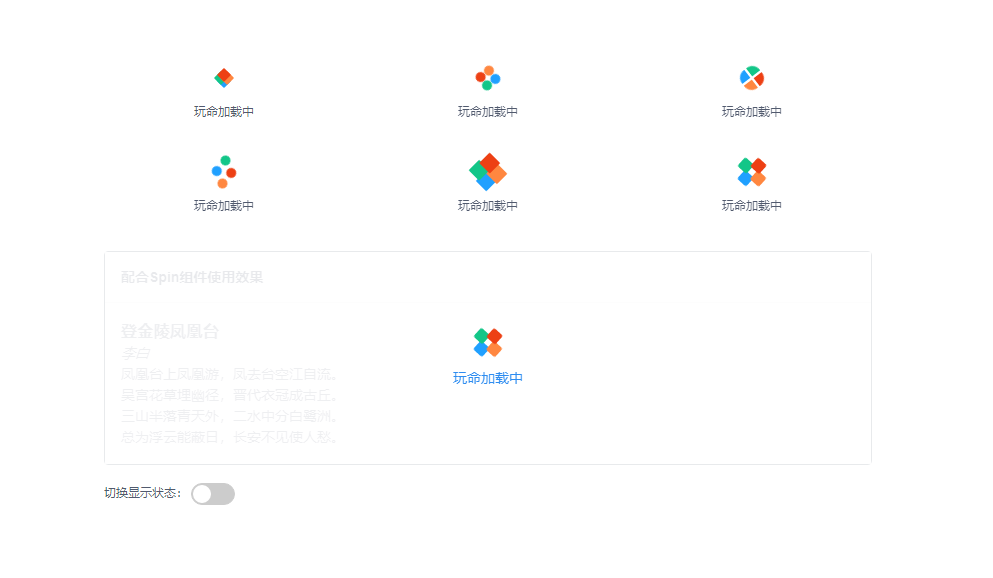 玩命加载中 玩命加载中 玩命加载中
玩命加载中 玩命加载中 玩命加载中
配合Spin组件使用效果
登金陵凤凰台
李白
凤凰台上凤凰游，凤去台空江自流。
吴宫花草埋幽径，晋代衣冠成古丘。
三山半落青天外，二水中分白鹭洲。
总为浮云能蔽日，长安不见使人愁。
玩命加载中
切换显示状态：